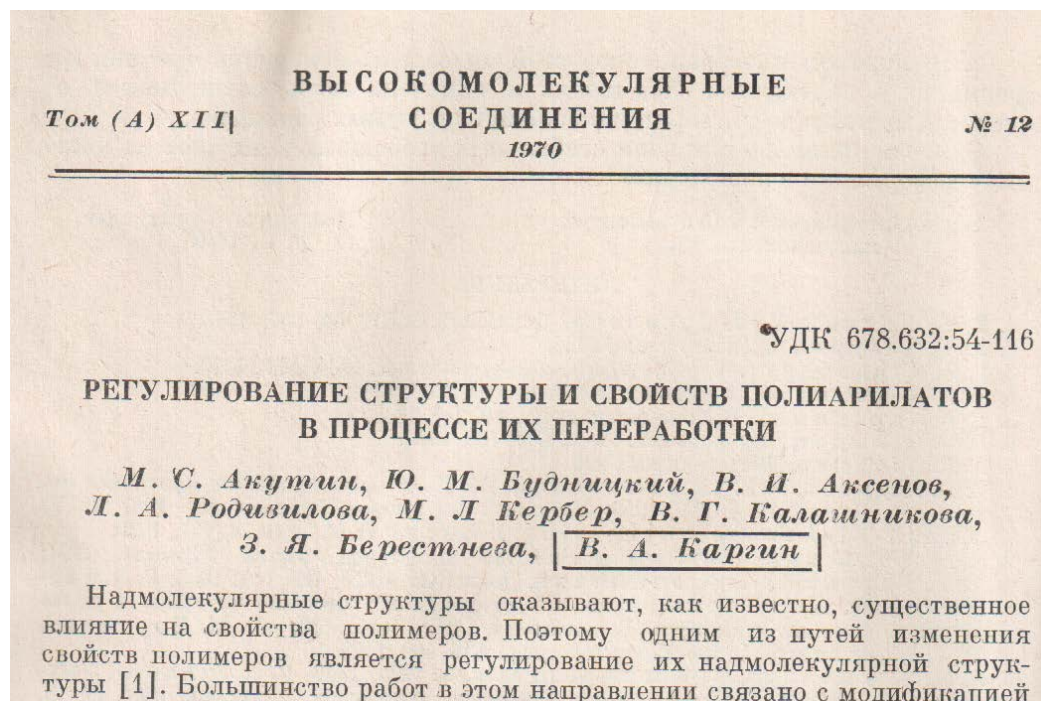 ВЫСОКОМОЛЕКУЛЯРНЫЕ
Том (А) XII СОЕДИНЕНИЯ № 12
1970
УДК 678.632:54-116
РЕГУЛИРОВАНИЕ СТРУКТУРЫ И СВОЙСТВ ПОЛИАРИЛАТОВ
В ПРОЦЕССЕ ИХ ПЕРЕРАБОТКИ
М. С. Акутин, Ю. М. Будницкий, В. И. Аксенов,
Л. А. Родивилова, М. Л Кербер, В. Г. Калашникова,
З. Я. Берестнева, В. А. Каргин
Надмолекулярные структуры оказывают, как известно, существенное
влияние на свойства полимеров. Поэтому одним из путей изменения
свойств полимеров является регулирование их надмолекулярной струк-
туры [1]. Большинство работ в этом направлении связано с модификацией